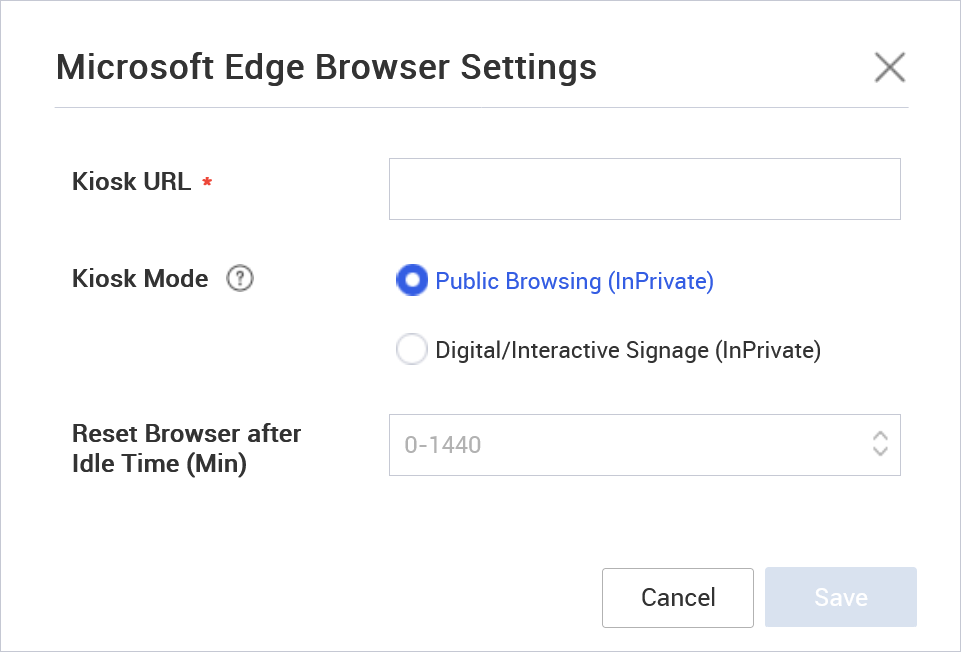 Microsoft Edge Browser Settings
Kiosk URL *
Kiosk Mode ?
Public Browsing (InPrivate)
Digital/Interactive Signage (InPrivate)
Reset Browser after
Idle Time (Min)
0-1440
Cancel
Save